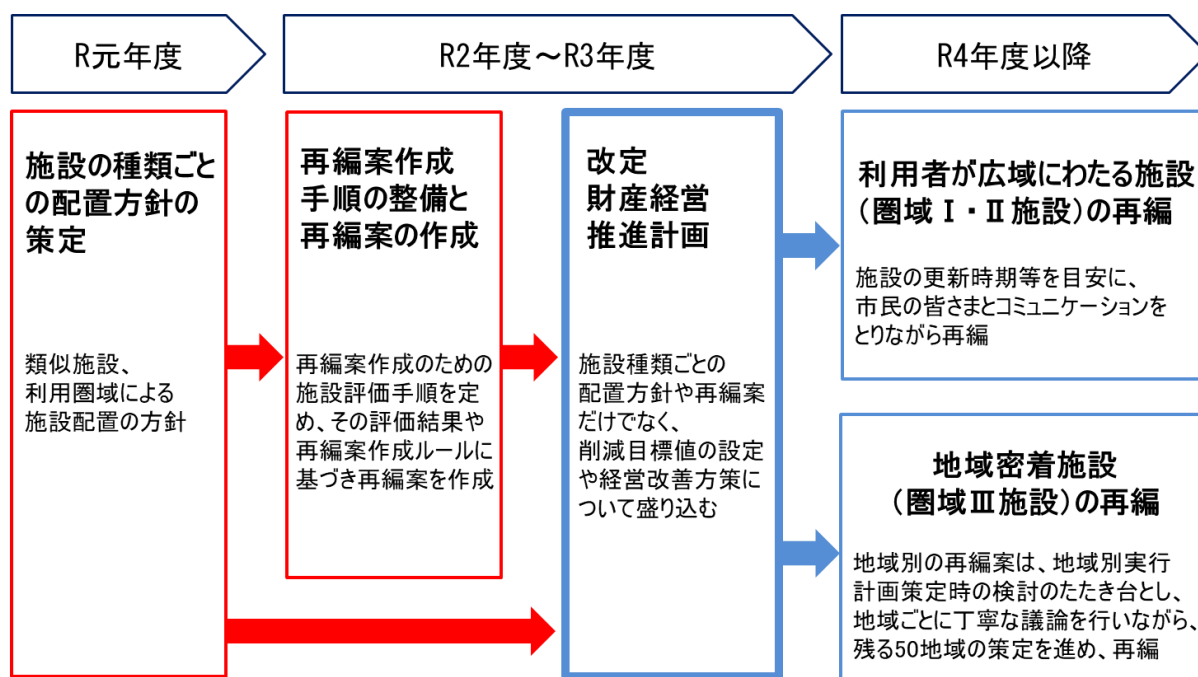 R元年度
R2年度～R3年度
R4年度以降
施設の種類ごと
の配置方針の
策定
類似施設、
利用圏域による
施設配置の方針
再編案作成
手順の整備と
再編案の作成
再編案作成のための
施設評価手順を定
め、その評価結果や
再編案作成ルールに
基づき再編案を作成
改定
財産経営
推進計画
施設種類ごとの
配置方針や再編案
だけでなく、
削減目標値の設定
や経営改善方策に
ついて盛り込む
利用者が広域にわたる施設
（圏域Ⅰ・Ⅱ施設）の再編
施設の更新時期等を目安に、
市民の皆さまとコミュニケーションを
とりながら再編
地域密着施設
（圏域Ⅲ施設）の再編
地域別の再編案は、地域別実行
計画策定時の検討のたたき台とし、
地域ごとに丁寧な議論を行いながら、
残る50地域の策定を進め、再編